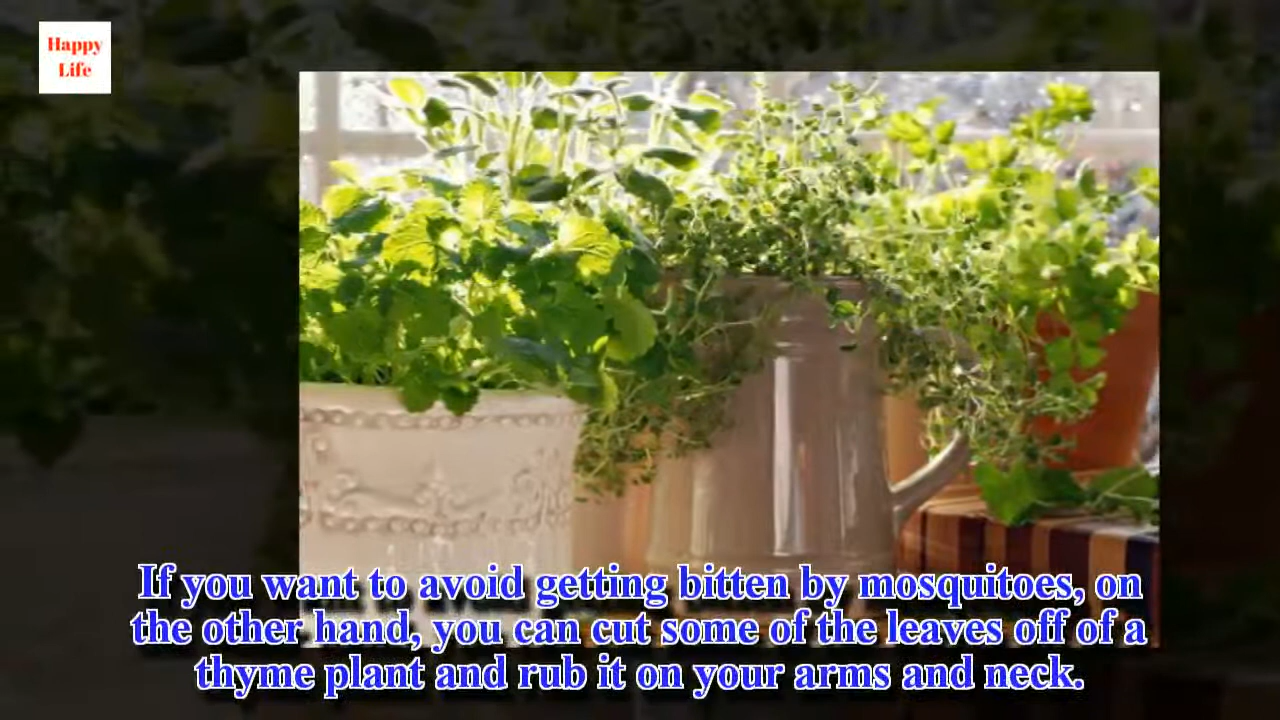 Happy
Life
If you want to avoid getting bitten by mosquitoes, on
the other hand, you can cut some of the leaves off of a
thyme plant and rub it on your arms and neck.